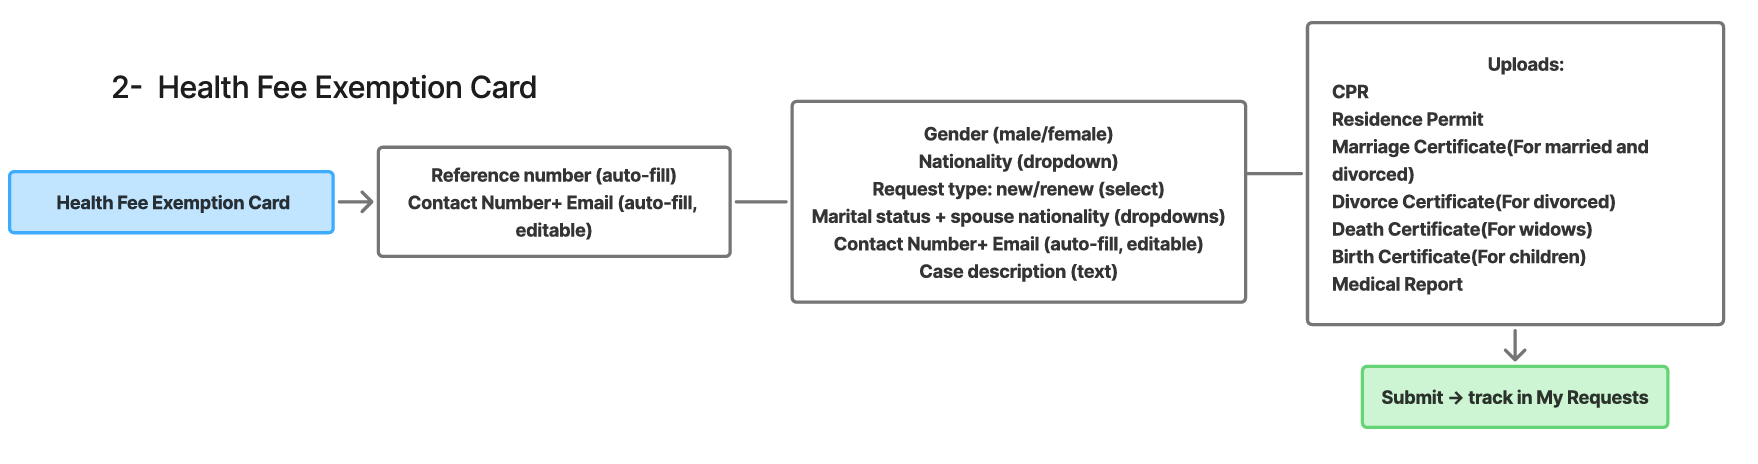 2- Health Fee Exemption Card
Health Fee Exemption Card
Reference number (auto-fill)
Contact Number+ Email (auto-fill,
editable)
Gender (male/female)
Nationality (dropdown)
Request type: new/renew (select)
Marital status + spouse nationality (dropdowns)
Contact Number+ Email (auto-fill, editable)
Case description (text)
Uploads:
CPR
Residence Permit
Marriage Certificate(For married and
divorced)
Divorce Certificate(For divorced)
Death Certificate(For widows)
Birth Certificate(For children)
Medical Report
Submit → track in My Requests